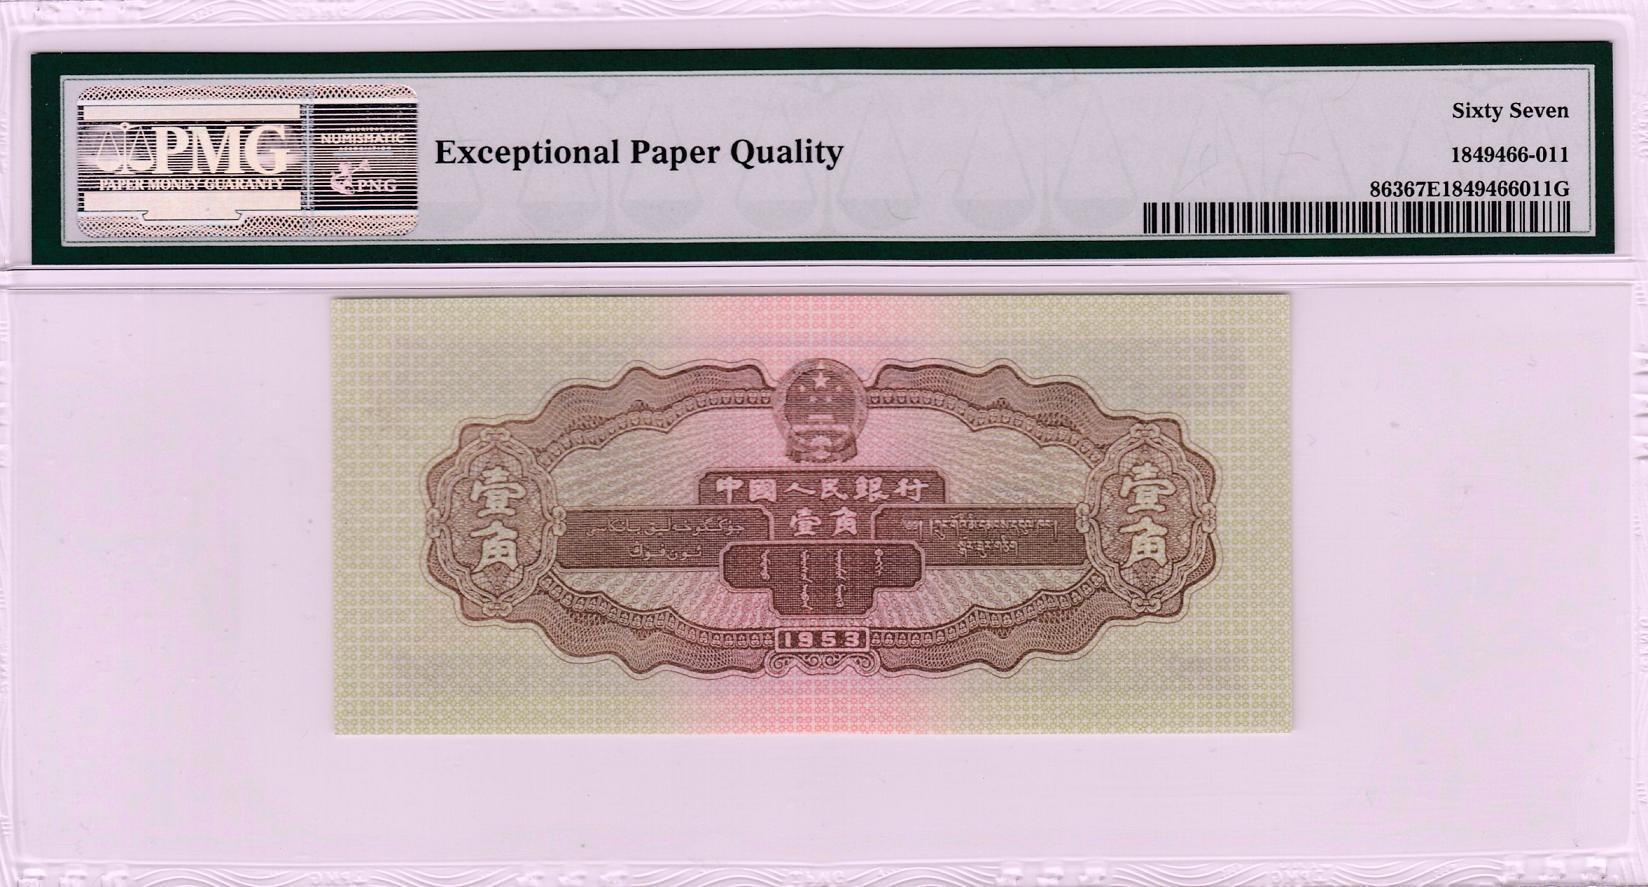 PMG
PAPER MONEY GUARANTY
NUMISMATIC
PNG
Exceptional Paper Quality
Sixty Seven
1849466-011
86367E1849466011G
中國人民銀行
壹角
壹角
壹角
1953